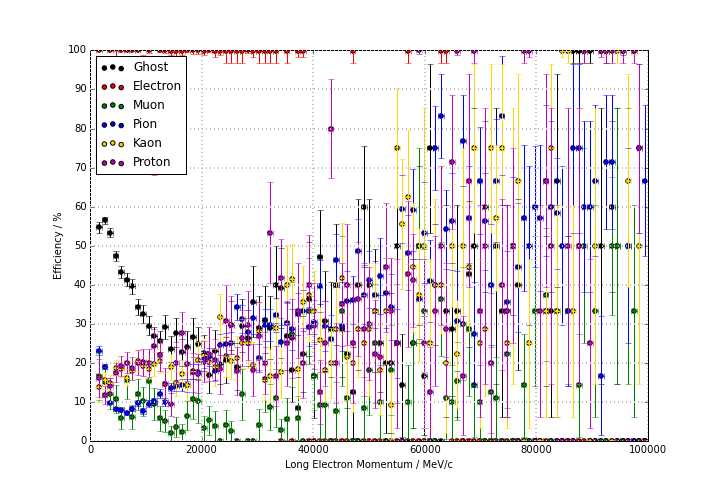 100
90
80
70
60
50
40
30
20
10
0
Efficiency / %
Ghost
Electron
Muon
Pion
Kaon
Proton
0 20000 40000 60000 80000 100000
Long Electron Momentum / MeV/c